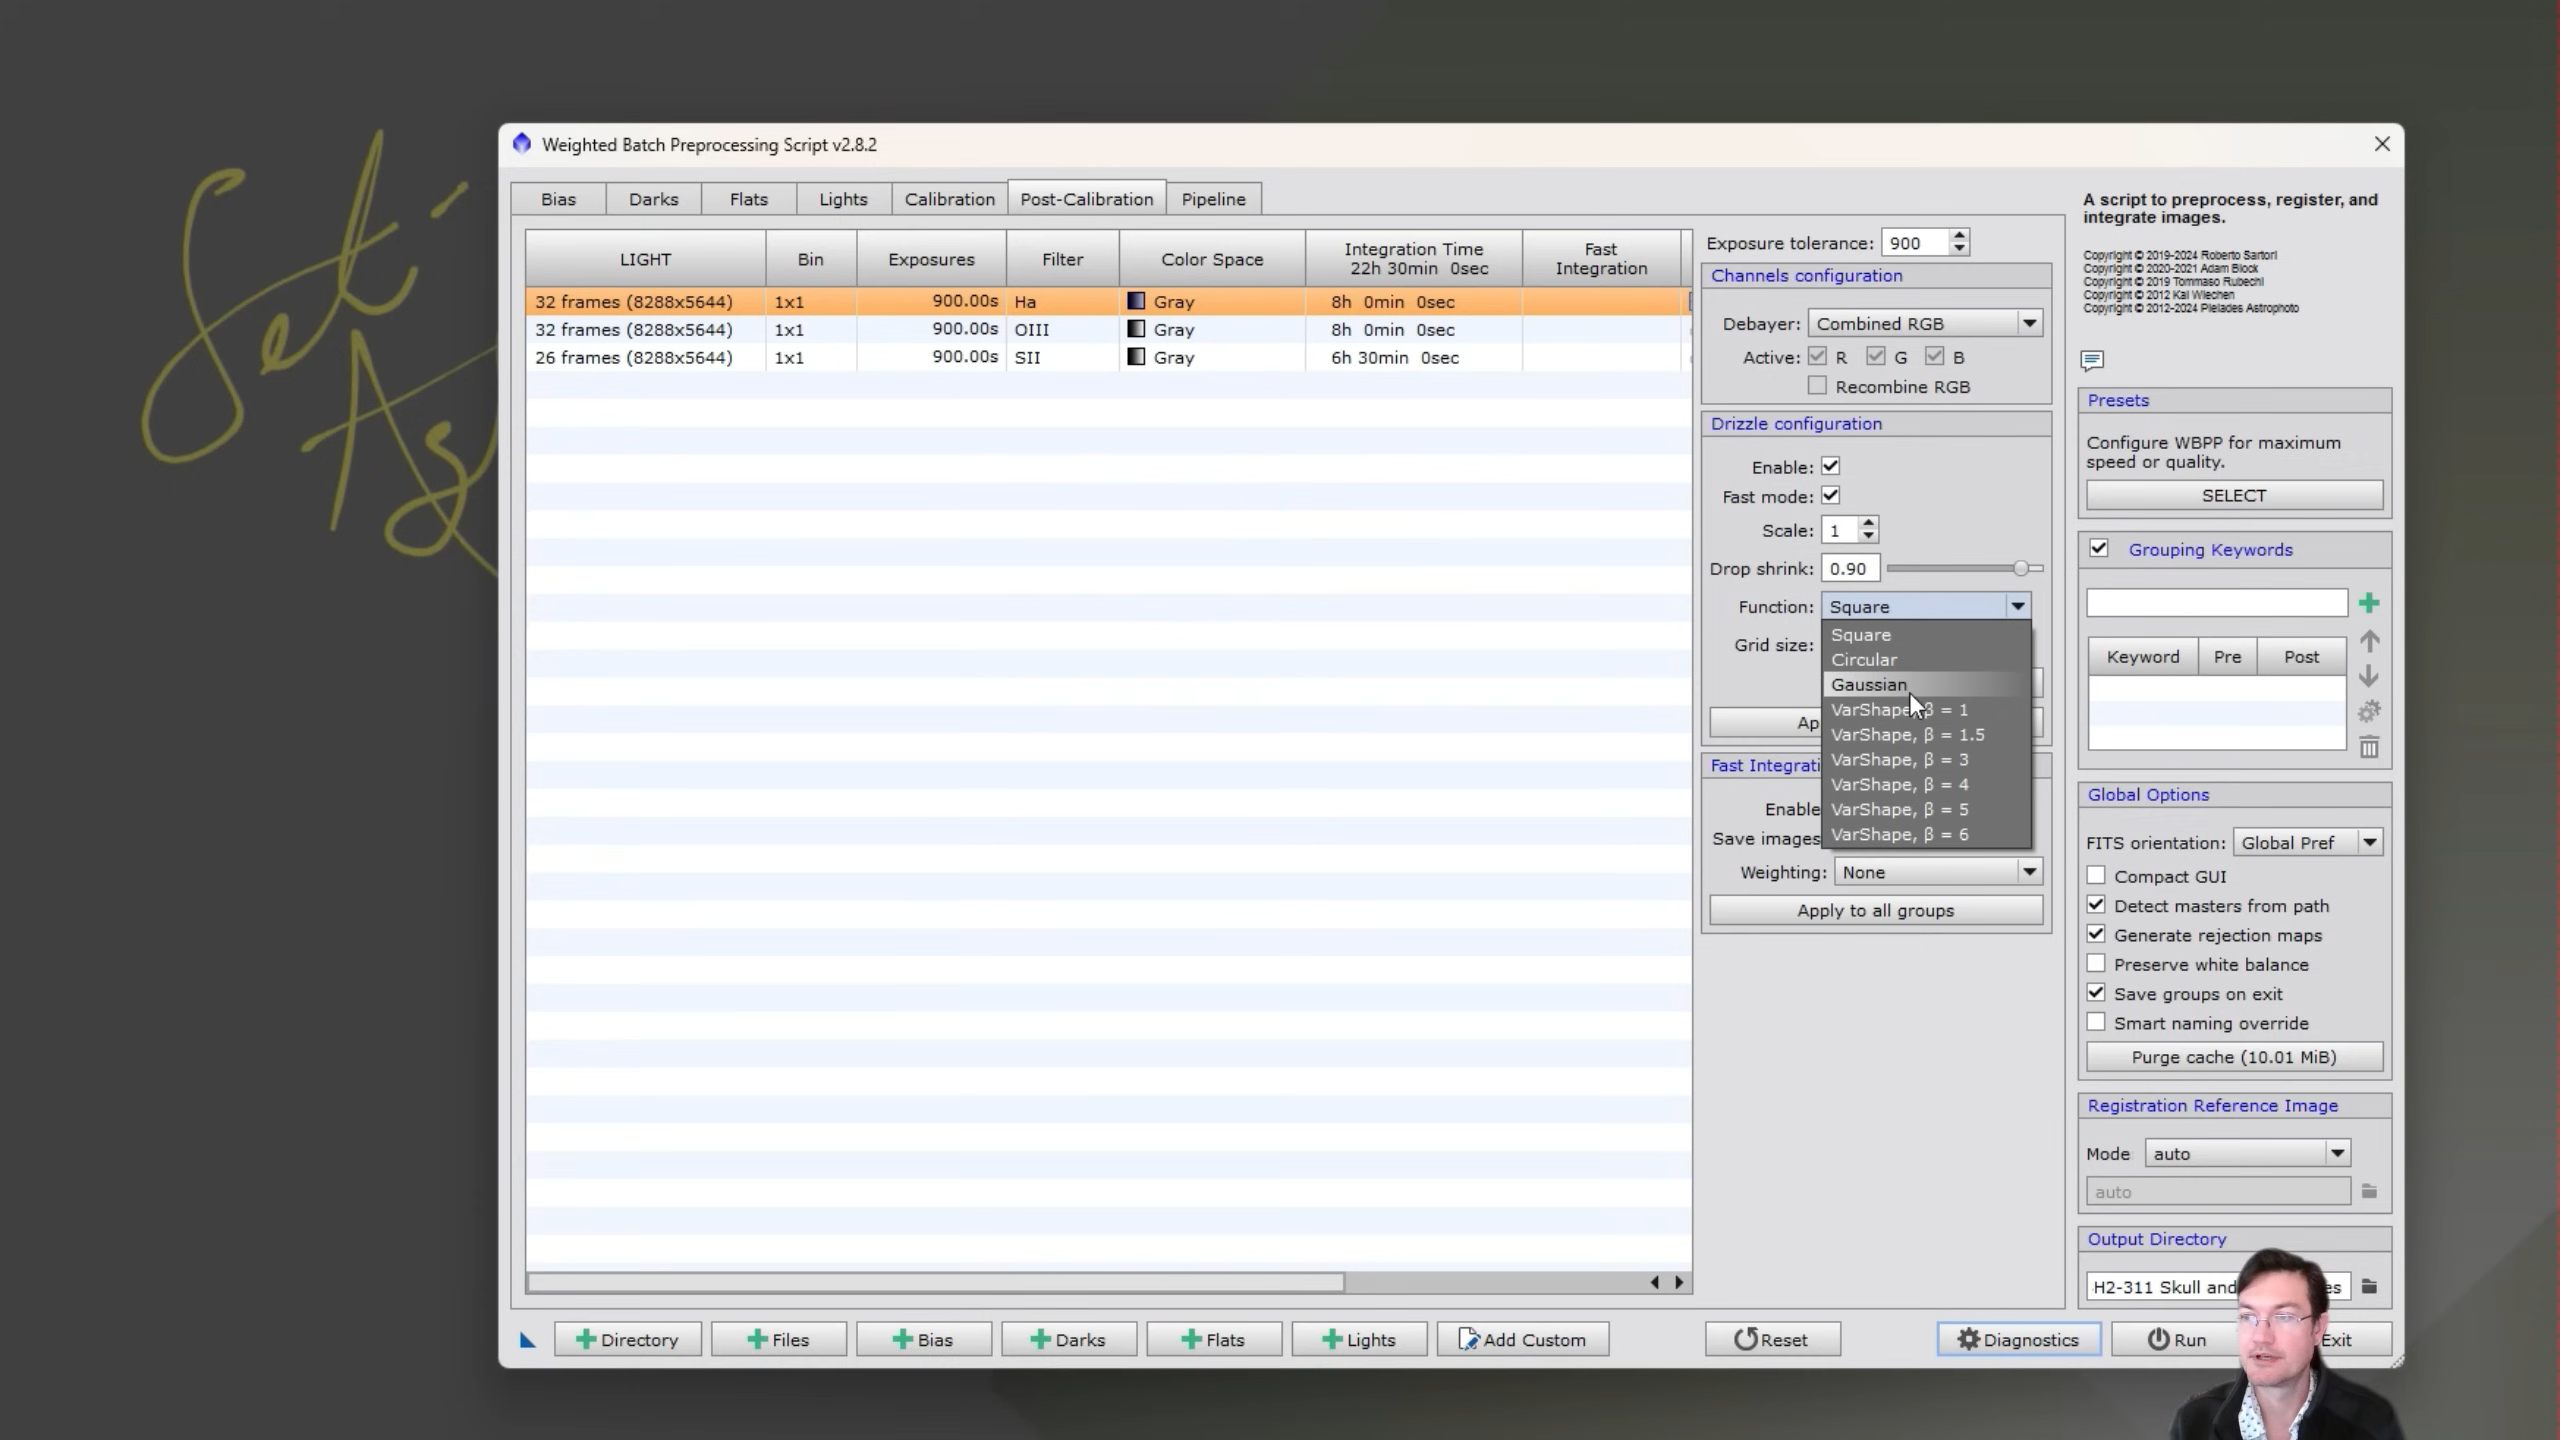 Seti
As
Weighted Batch Preprocessing Script v2.8.2
Bias Darks Flats Lights Calibration Post-Calibration Pipeline
LIGHT Bin Exposures Filter Color Space Integration Time 22h 30min 0sec Fast Integration
32 frames (8288x5644) 1x1 900.00s Ha Gray 8h 0min 0sec
32 frames (8288x5644) 1x1 900.00s OIII Gray 8h 0min 0sec
26 frames (8288x5644) 1x1 900.00s SII Gray 6h 30min 0sec
Exposure tolerance: 900
Channels configuration
Debayer: Combined RGB
Active: R G B
Recombine RGB
Drizzle configuration
Enable:
Fast mode:
Scale: 1
Drop shrink: 0.90
Function: Square
Grid size:
Square
Circular
Gaussian
VarShape, β = 1
VarShape, β = 1.5
VarShape, β = 3
VarShape, β = 4
VarShape, β = 5
VarShape, β = 6
Ap
Fast Integrati
Enable
Save images
Weighting: None
Apply to all groups
A script to preprocess, register, and
integrate images.
Copyright © 2019-2024 Roberto Sartori
Copyright © 2020-2021 Adam Block
Copyright © 2019 Tommaso Rubechi
Copyright © 2012 Kai Wiechen
Copyright © 2012-2024 Pleiades Astrophoto
Presets
Configure WBPP for maximum
speed or quality.
SELECT
Grouping Keywords
Keyword Pre Post
Global Options
FITS orientation: Global Pref
Compact GUI
Detect masters from path
Generate rejection maps
Preserve white balance
Save groups on exit
Smart naming override
Purge cache (10.01 MiB)
Registration Reference Image
Mode auto
auto
Output Directory
H2-311 Skull and es
Directory Files Bias Darks Flats Lights Add Custom Reset Diagnostics Run Exit